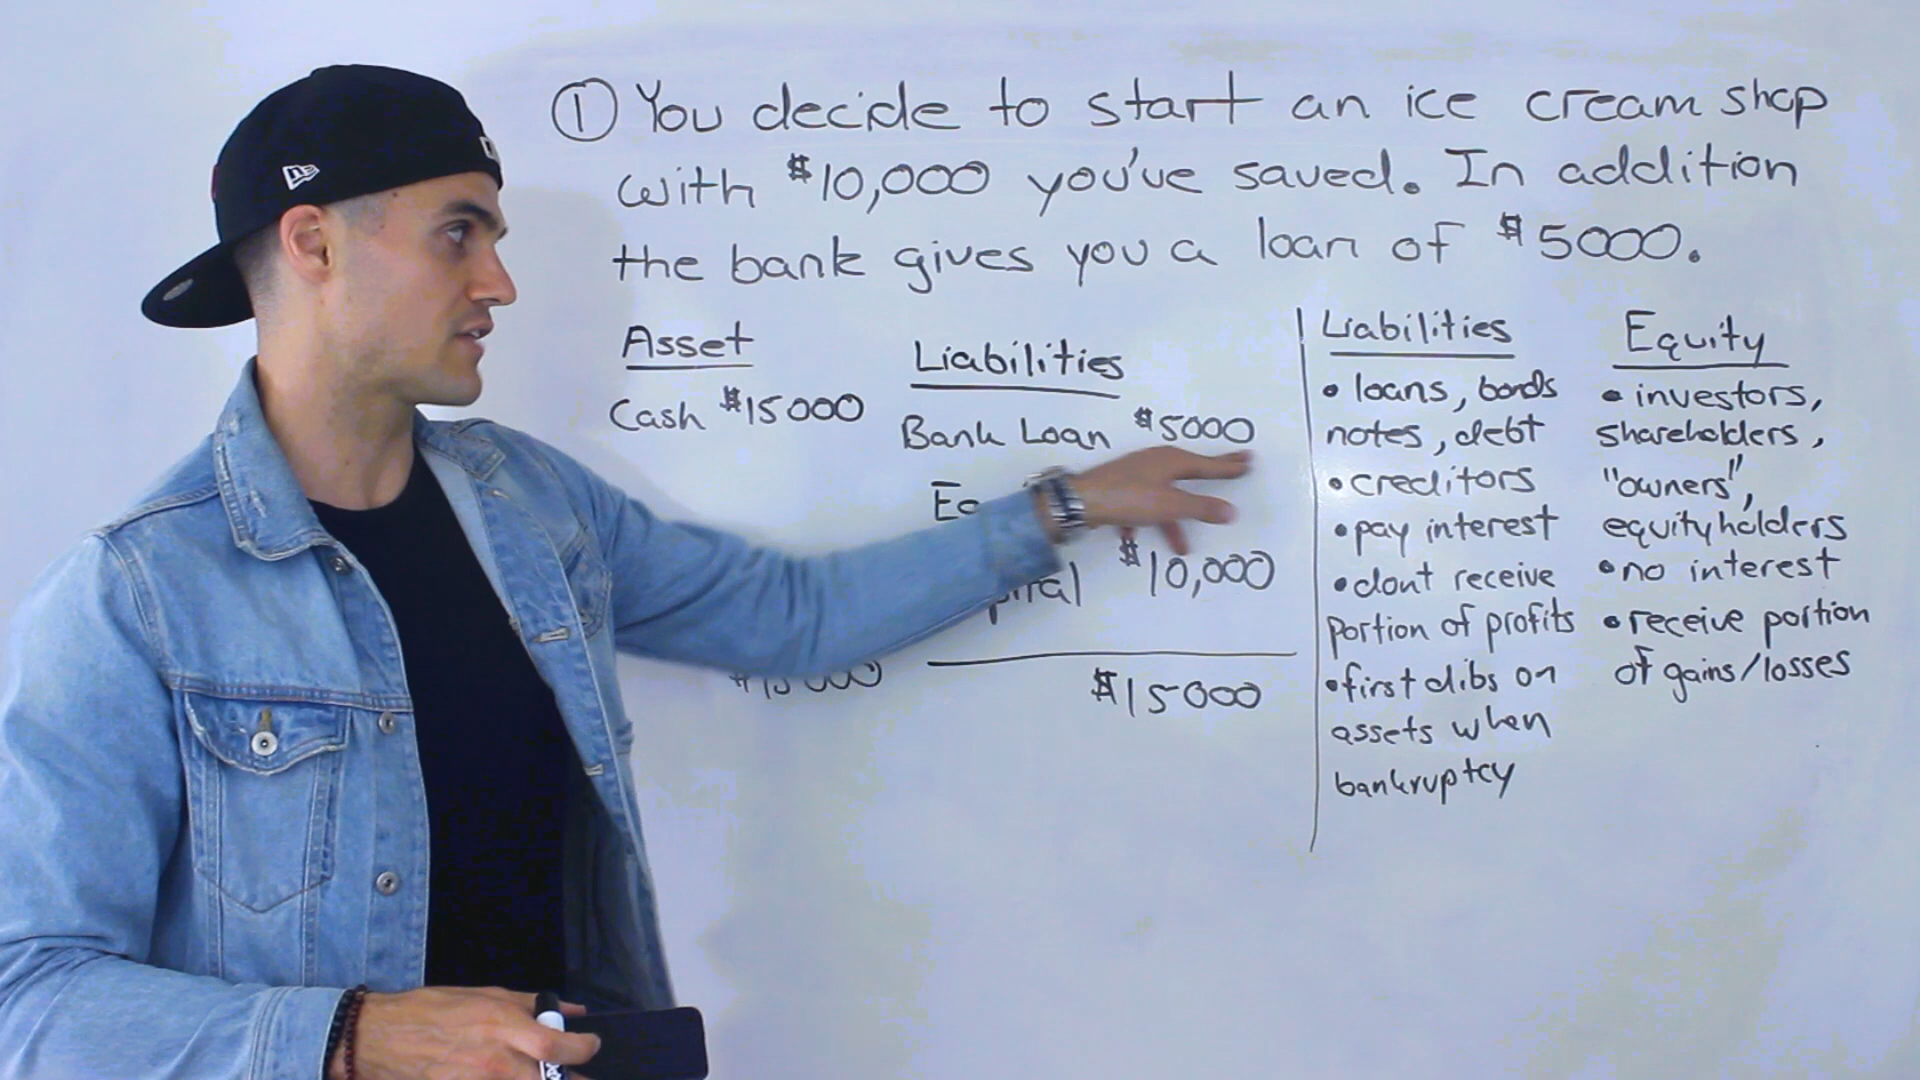 ① You decide to start an ice cream shop
with $10,000 you've saved. In addition
the bank gives you a loan of $5000.
Asset
Cash $15000
Liabilities
Bank Loan $5000
$10,000
$15000
$15000
Liabilities
• loans, bonds
notes, debt
• creditors
• pay interest
• dont receive
portion of profits
• first dibs on
assets when
bankruptcy
Equity
• investors,
shareholders,
"owners",
equityholders
• no interest
• receive portion
of gains/losses